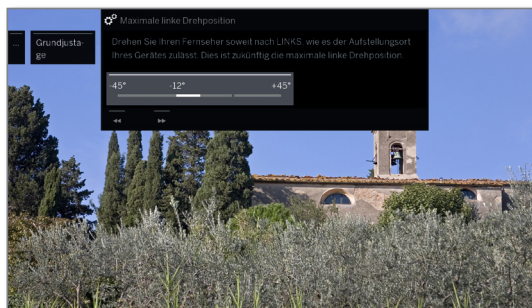 Maximale linke Drehposition
...
Grundjusta-
ge
Drehen Sie Ihren Fernseher soweit nach LINKS, wie es der Aufstellungsort
Ihres Gerätes zulässt. Dies ist zukünftig die maximale linke Drehposition.
-45° -12° +45°